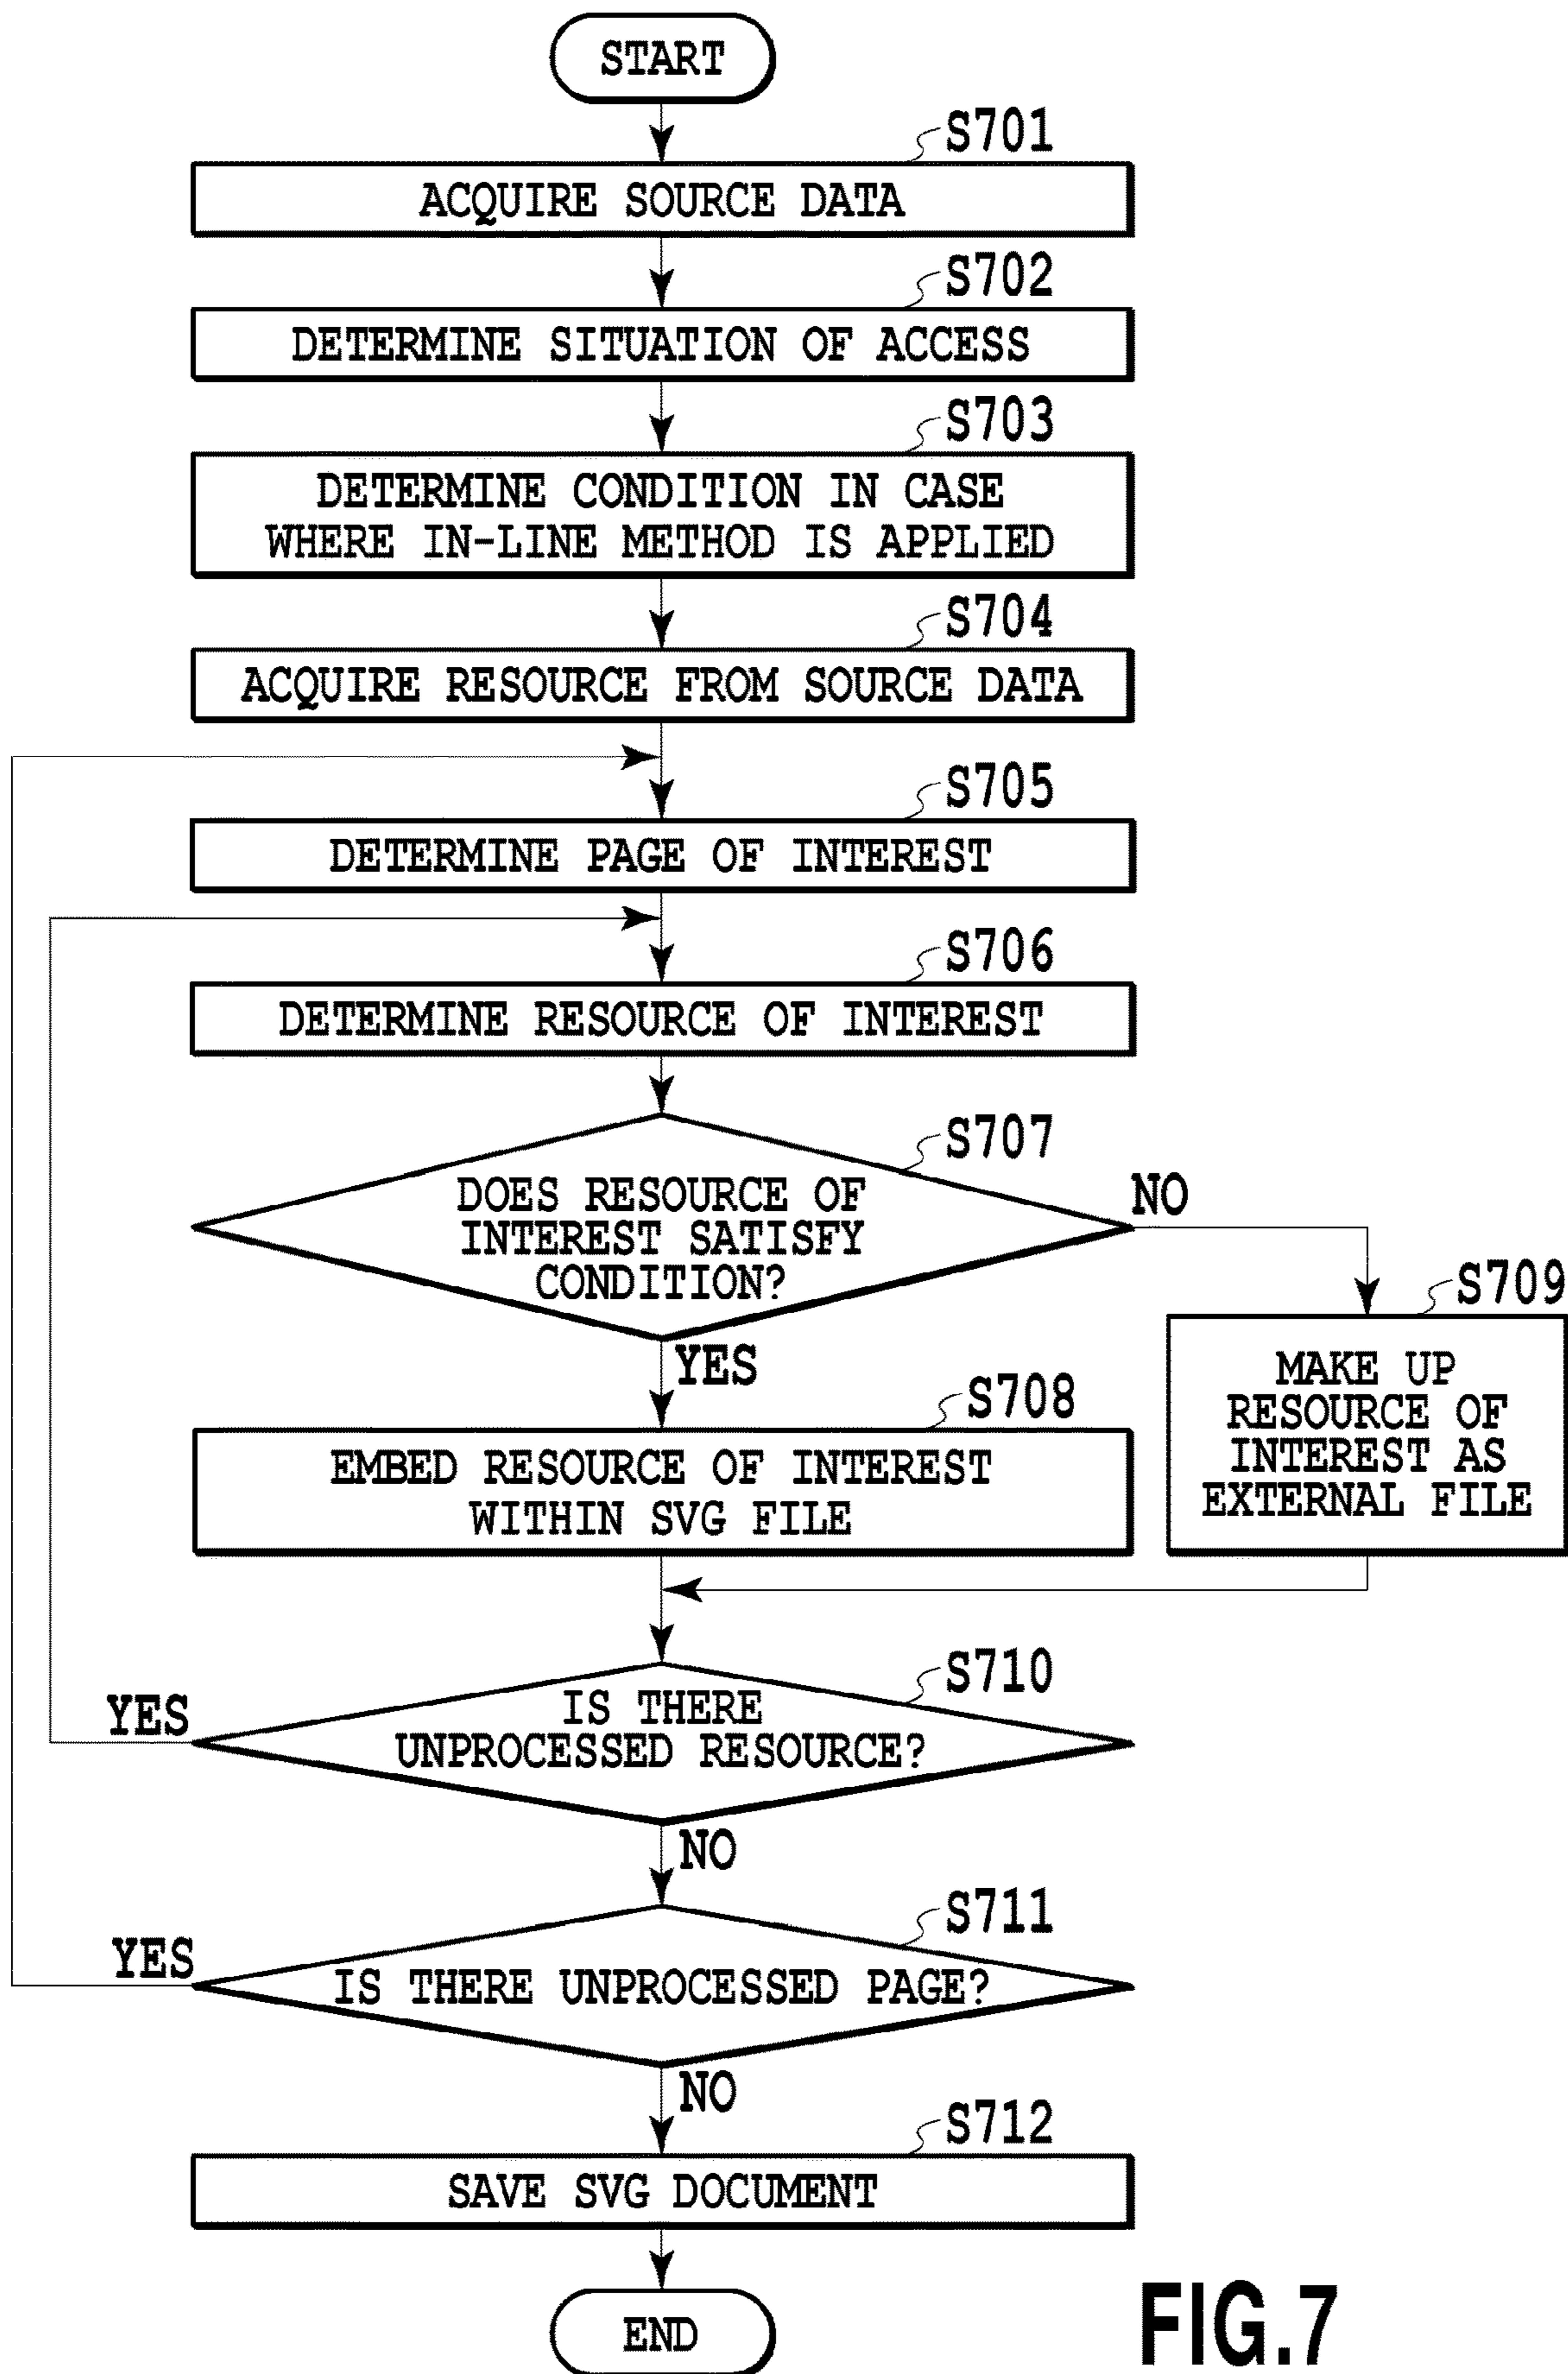 START
S701
ACQUIRE SOURCE DATA
S702
DETERMINE SITUATION OF ACCESS
S703
DETERMINE CONDITION IN CASE
WHERE IN-LINE METHOD IS APPLIED
S704
ACQUIRE RESOURCE FROM SOURCE DATA
S705
DETERMINE PAGE OF INTEREST
S706
DETERMINE RESOURCE OF INTEREST
S707
DOES RESOURCE OF
INTEREST SATISFY
CONDITION?
NO
YES
S709
MAKE UP
RESOURCE OF
INTEREST AS
EXTERNAL FILE
S708
EMBED RESOURCE OF INTEREST
WITHIN SVG FILE
S710
IS THERE
UNPROCESSED RESOURCE?
YES
NO
S711
IS THERE UNPROCESSED PAGE?
YES
NO
S712
SAVE SVG DOCUMENT
END
FIG.7